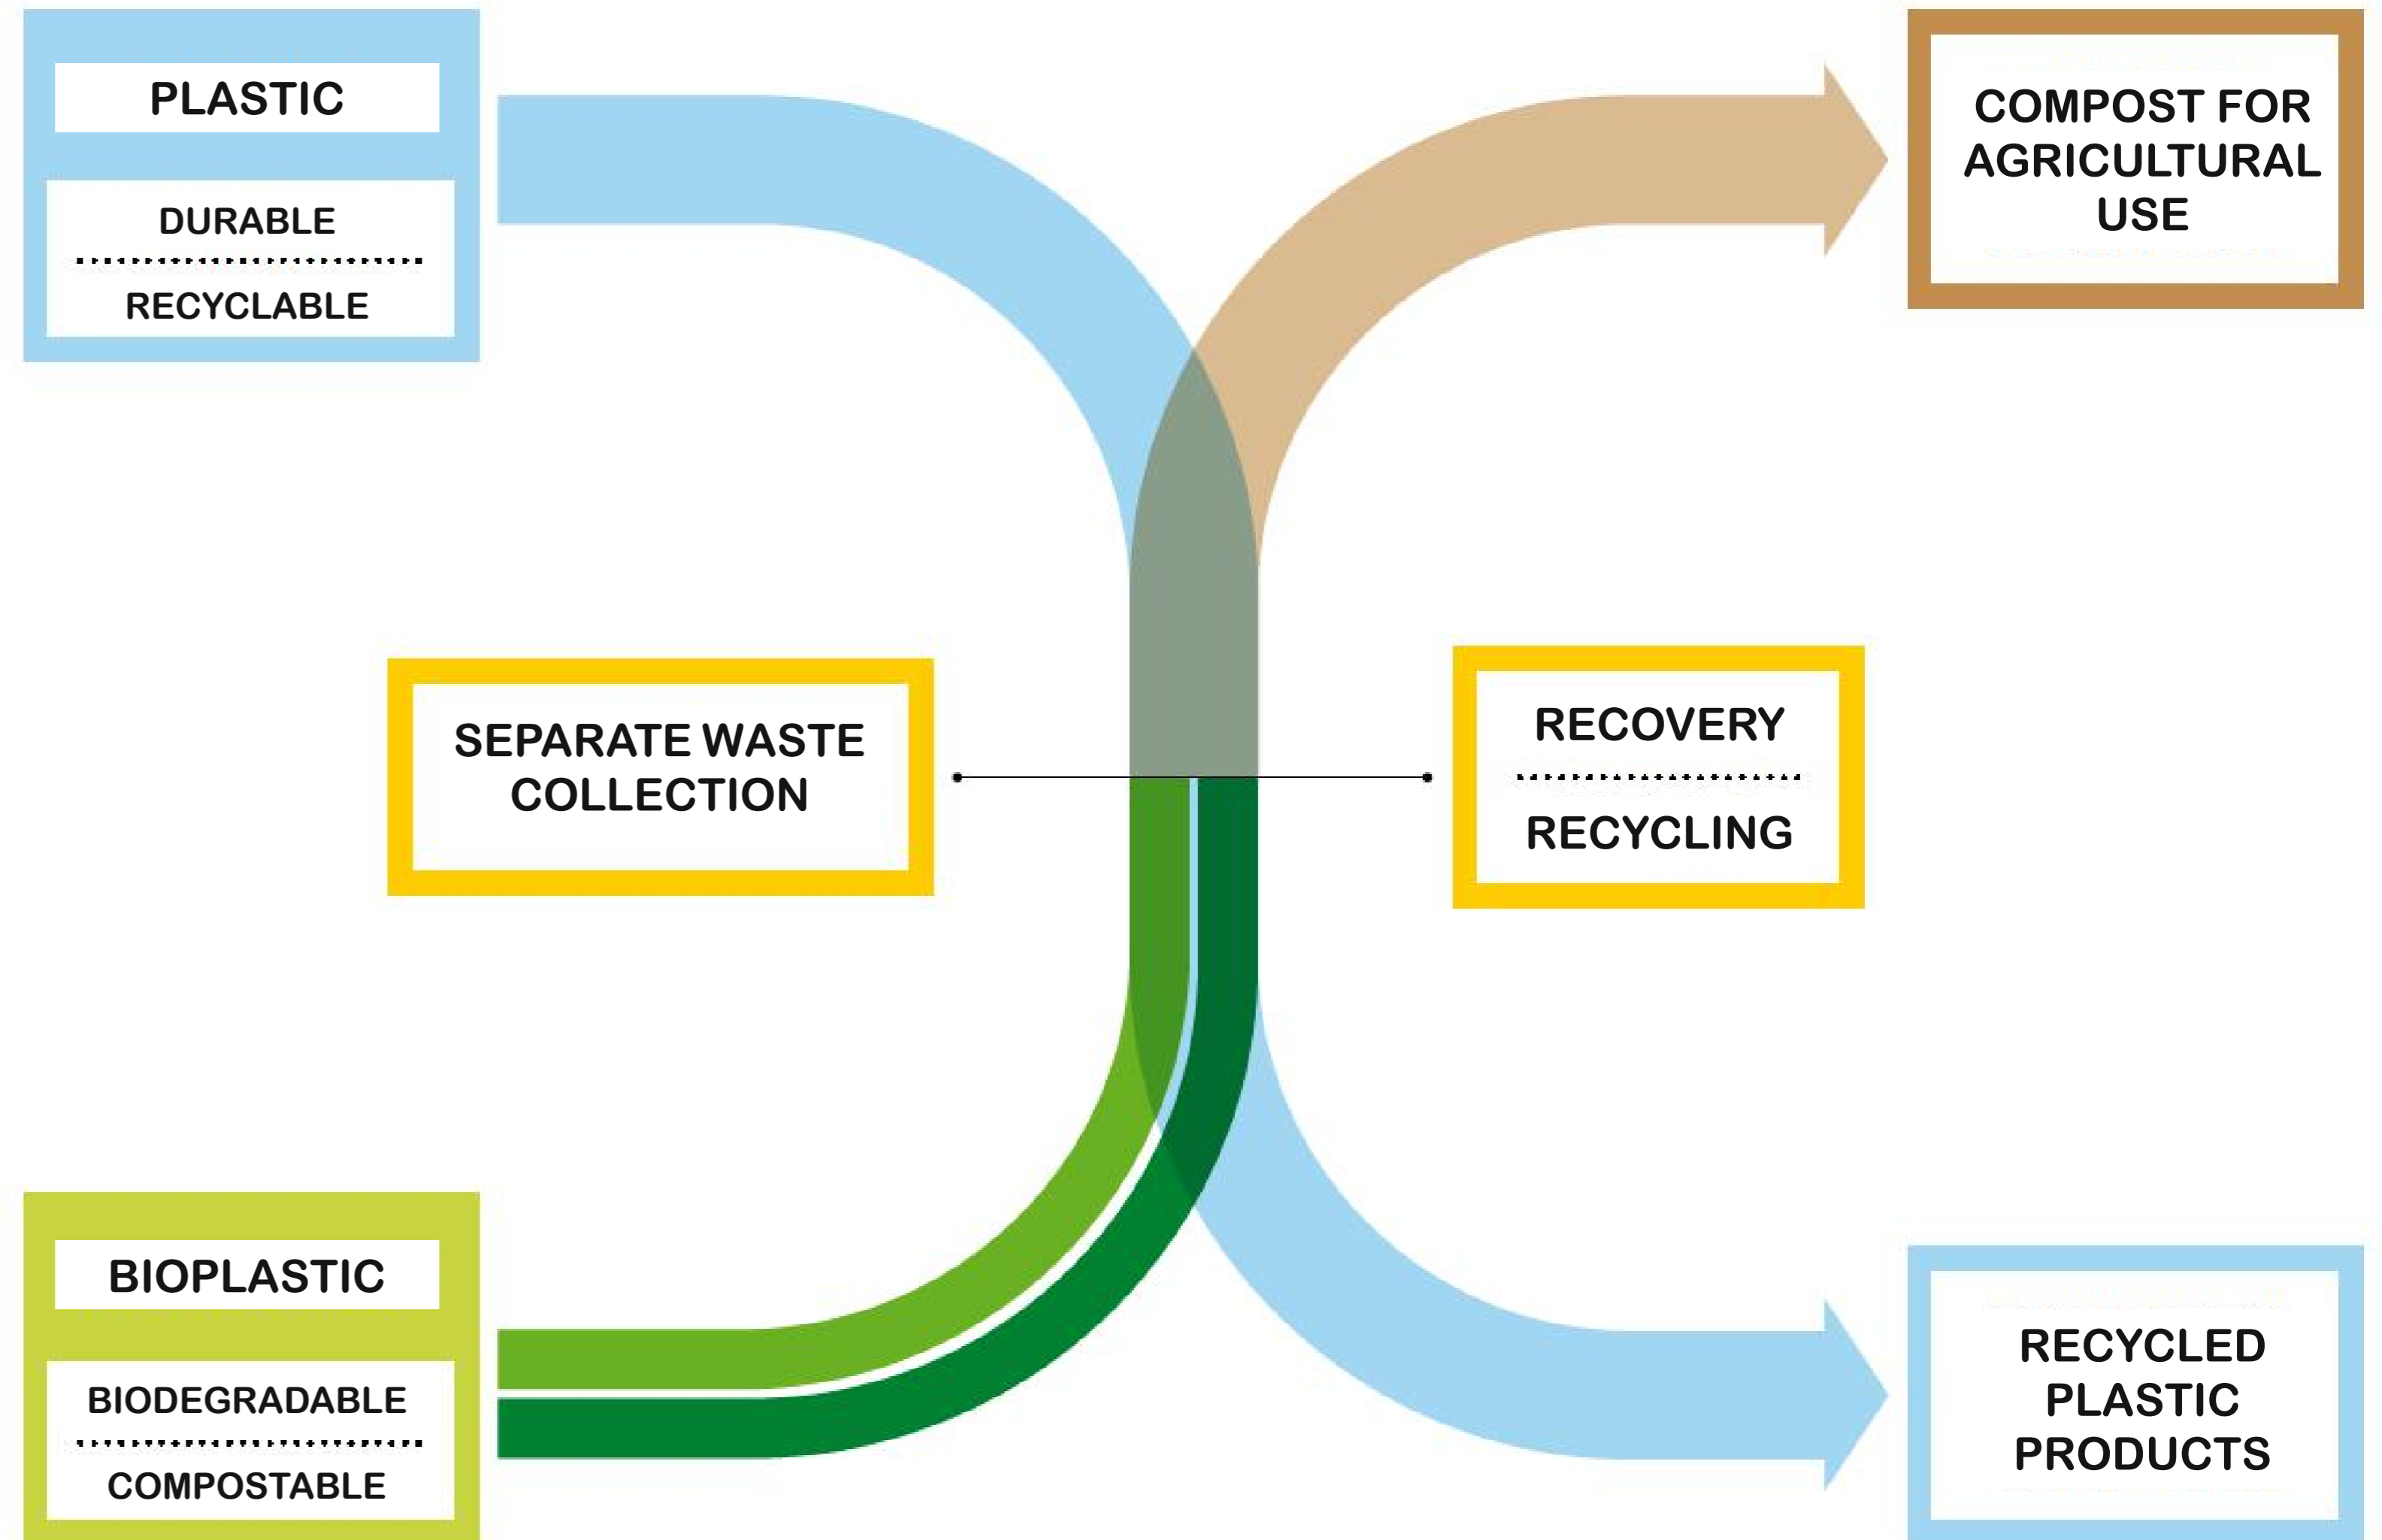 PLASTIC
DURABLE
RECYCLABLE
COMPOST FOR
AGRICULTURAL
USE
SEPARATE WASTE
COLLECTION
RECOVERY
RECYCLING
BIOPLASTIC
BIODEGRADABLE
COMPOSTABLE
RECYCLED
PLASTIC
PRODUCTS